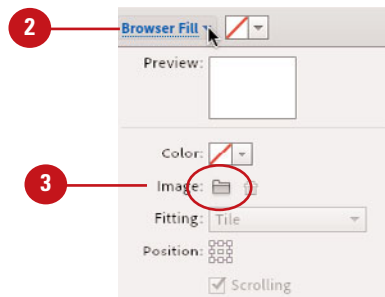 2
Browser Fill
Preview:
Color:
3
Image:
Fitting: Tile
Position:
Scrolling